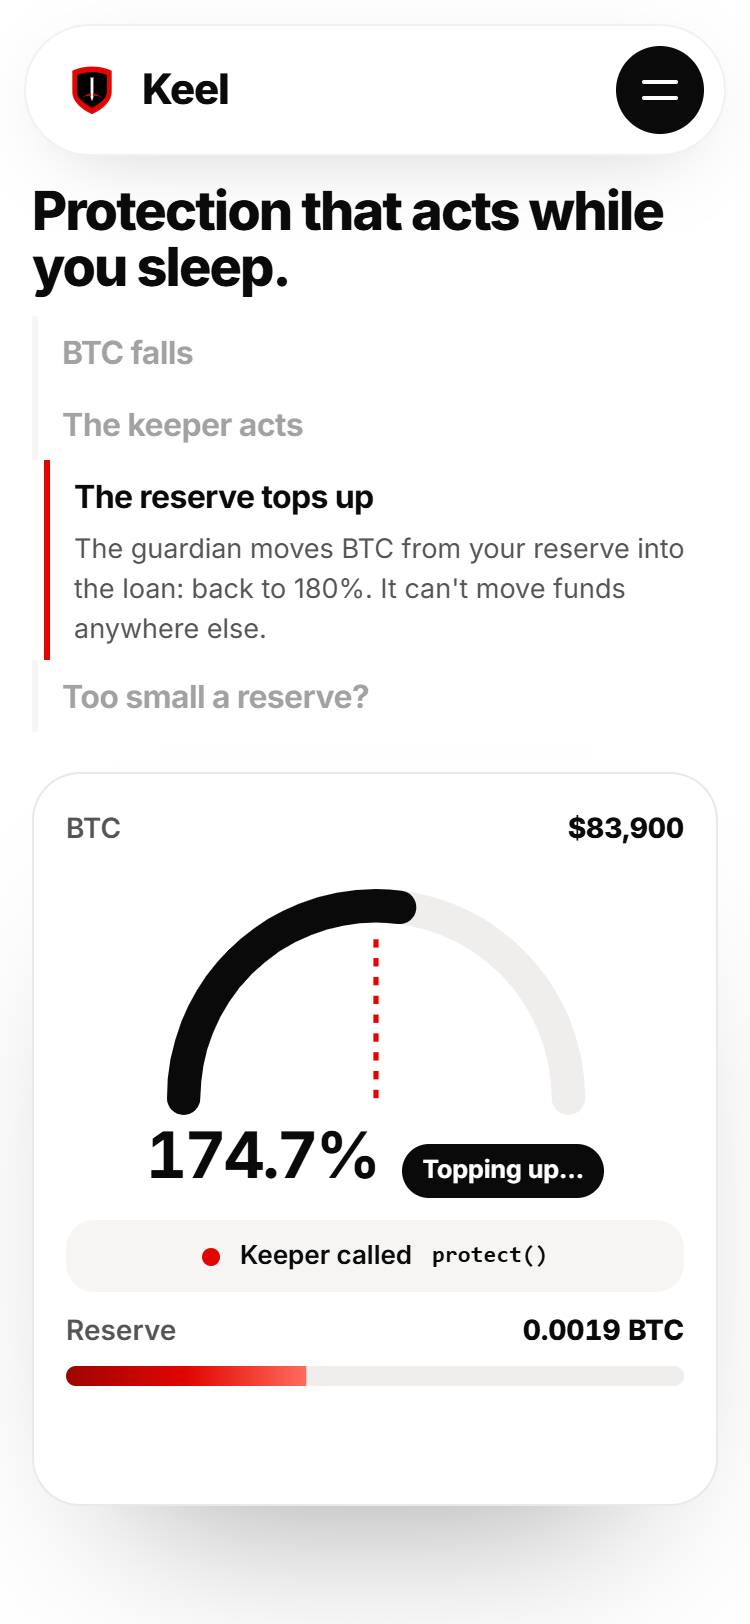 Keel
Protection that acts while
you sleep.
BTC falls
The keeper acts
The reserve tops up
The guardian moves BTC from your reserve into
the loan: back to 180%. It can't move funds
anywhere else.
Too small a reserve?
BTC $83,900
174.7% Topping up...
Keeper called protect()
Reserve 0.0019 BTC